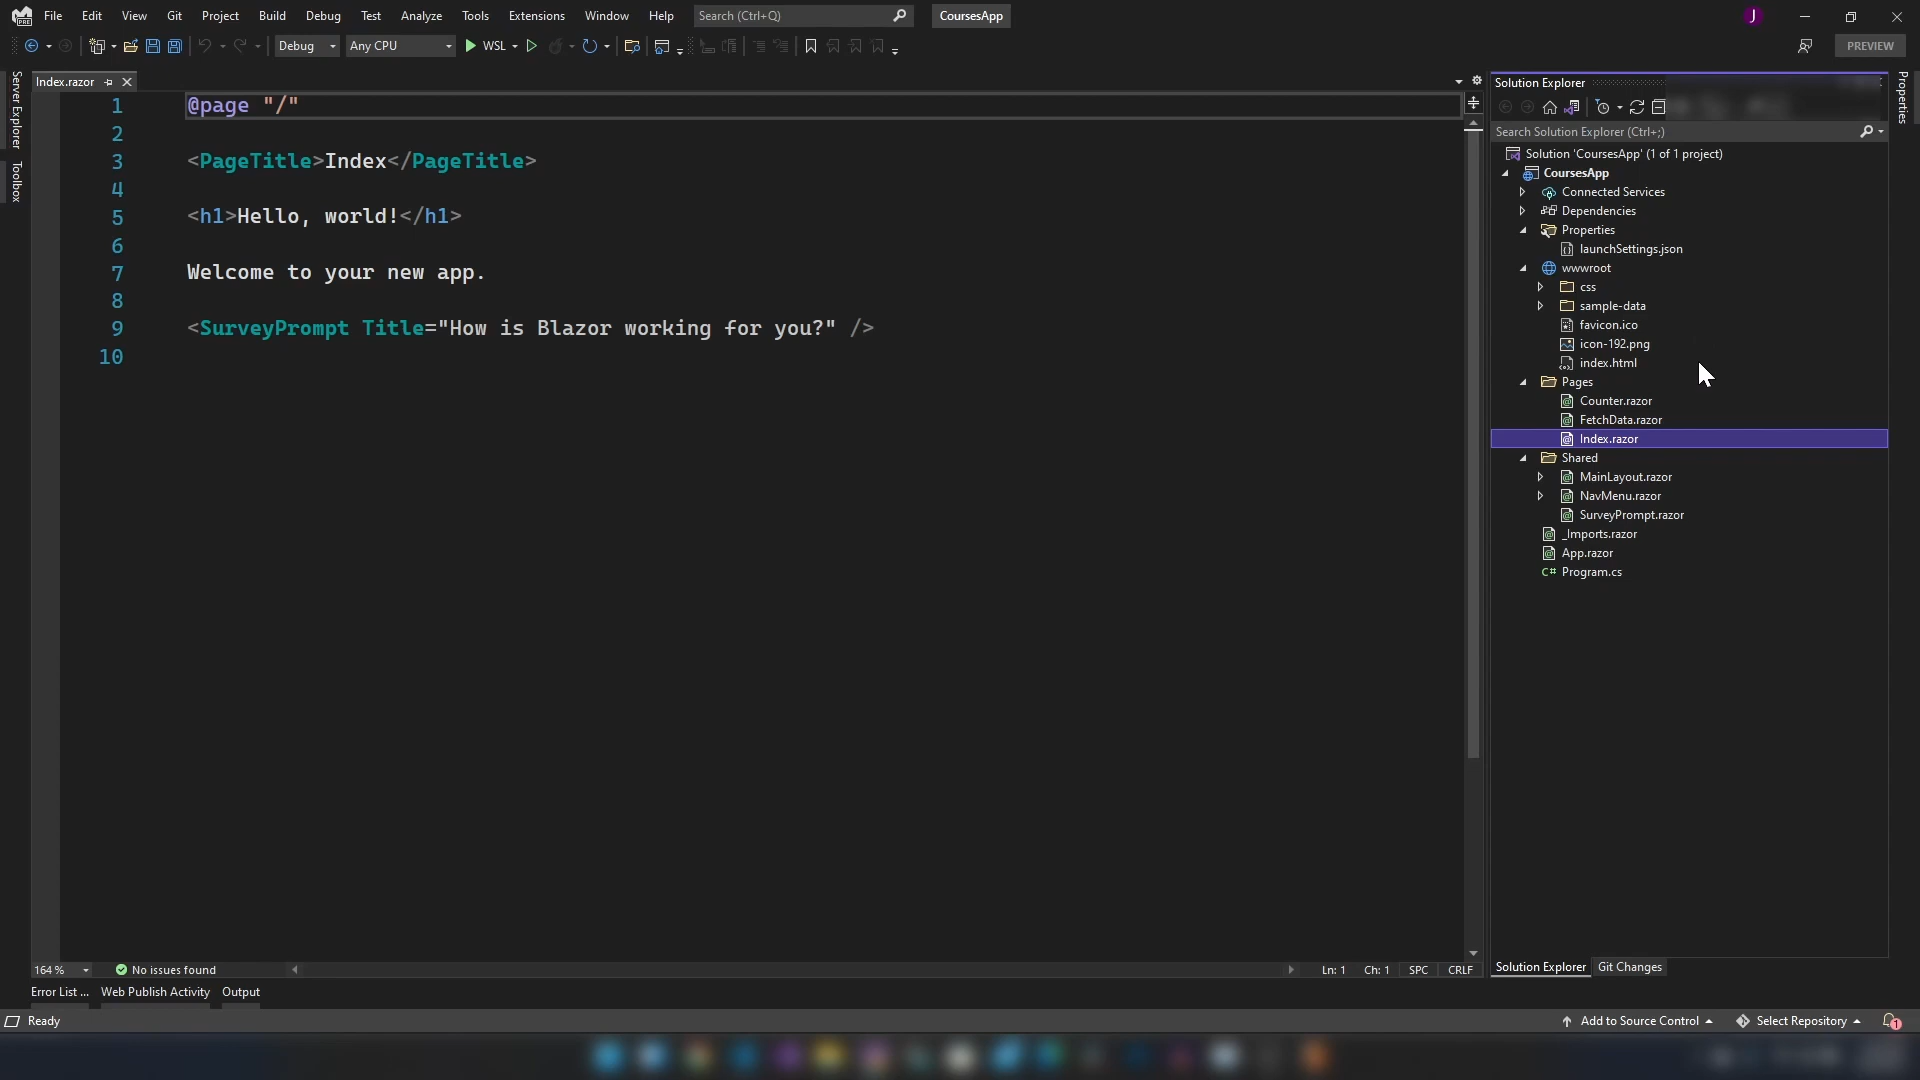 File Edit View Git Project Build Debug Test Analyze Tools Extensions Window Help Search (Ctrl+Q) CoursesApp J
Debug Any CPU WSL PREVIEW
Server Explorer
Toolbox
Index.razor
1 @page "/"
2
3 <PageTitle>Index</PageTitle>
4
5 <h1>Hello, world!</h1>
6
7 Welcome to your new app.
8
9 <SurveyPrompt Title="How is Blazor working for you?" />
10
164 % No issues found Ln: 1 Ch: 1 SPC CRLF
Solution Explorer
Search Solution Explorer (Ctrl+;)
Solution 'CoursesApp' (1 of 1 project)
CoursesApp
Connected Services
Dependencies
Properties
launchSettings.json
wwwroot
css
sample-data
favicon.ico
icon-192.png
index.html
Pages
Counter.razor
FetchData.razor
Index.razor
Shared
MainLayout.razor
NavMenu.razor
SurveyPrompt.razor
_Imports.razor
App.razor
C# Program.cs
Solution Explorer Git Changes
Properties
Error List ... Web Publish Activity Output
Ready Add to Source Control Select Repository 1